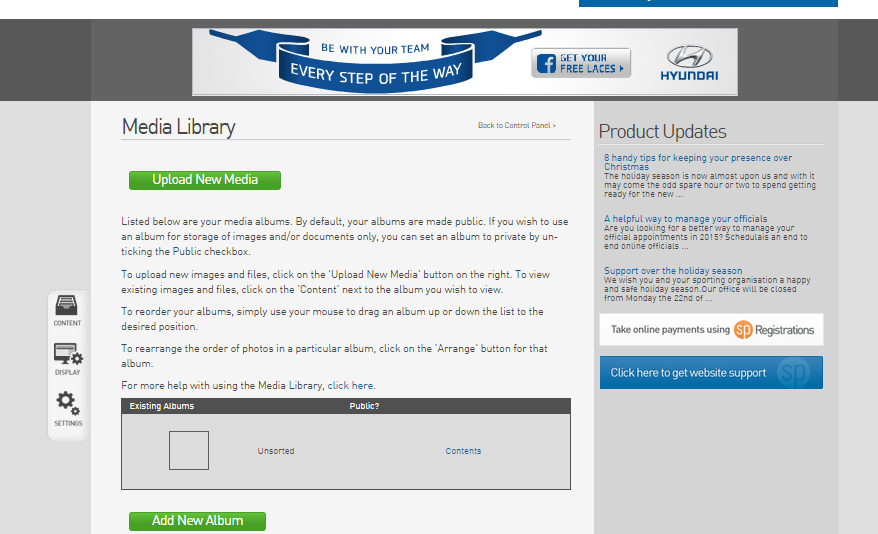 BE WITH YOUR TEAM
EVERY STEP OF THE WAY
GET YOUR
FREE LACES
HYUNDAI
Media Library
Back to Control Panel >
Upload New Media
Listed below are your media albums. By default, your albums are made public. If you wish to use
an album for storage of images and/or documents only, you can set an album to private by un-
ticking the Public checkbox.
To upload new images and files, click on the 'Upload New Media' button on the right. To view
existing images and files, click on the 'Content' next to the album you wish to view.
To reorder your albums, simply use your mouse to drag an album up or down the list to the
desired position.
To rearrange the order of photos in a particular album, click on the 'Arrange' button for that
album.
For more help with using the Media Library, click here.
Existing Albums
Public?
Unsorted
Contents
Add New Album
CONTENT
DISPLAY
SETTINGS
Product Updates
8 handy tips for keeping your presence over
Christmas
The holiday season is now almost upon us and with it
may come the odd spare hour or two to spend getting
ready for the new ...
A helpful way to manage your officials
Are you looking for a better way to manage your
official appointments in 2015? Schedulais an end to
end online officials ...
Support over the holiday season
We wish you and your sporting organisation a happy
and safe holiday season.Our office will be closed
from Monday the 22nd of ...
Take online payments using sp Registrations
Click here to get website support sp